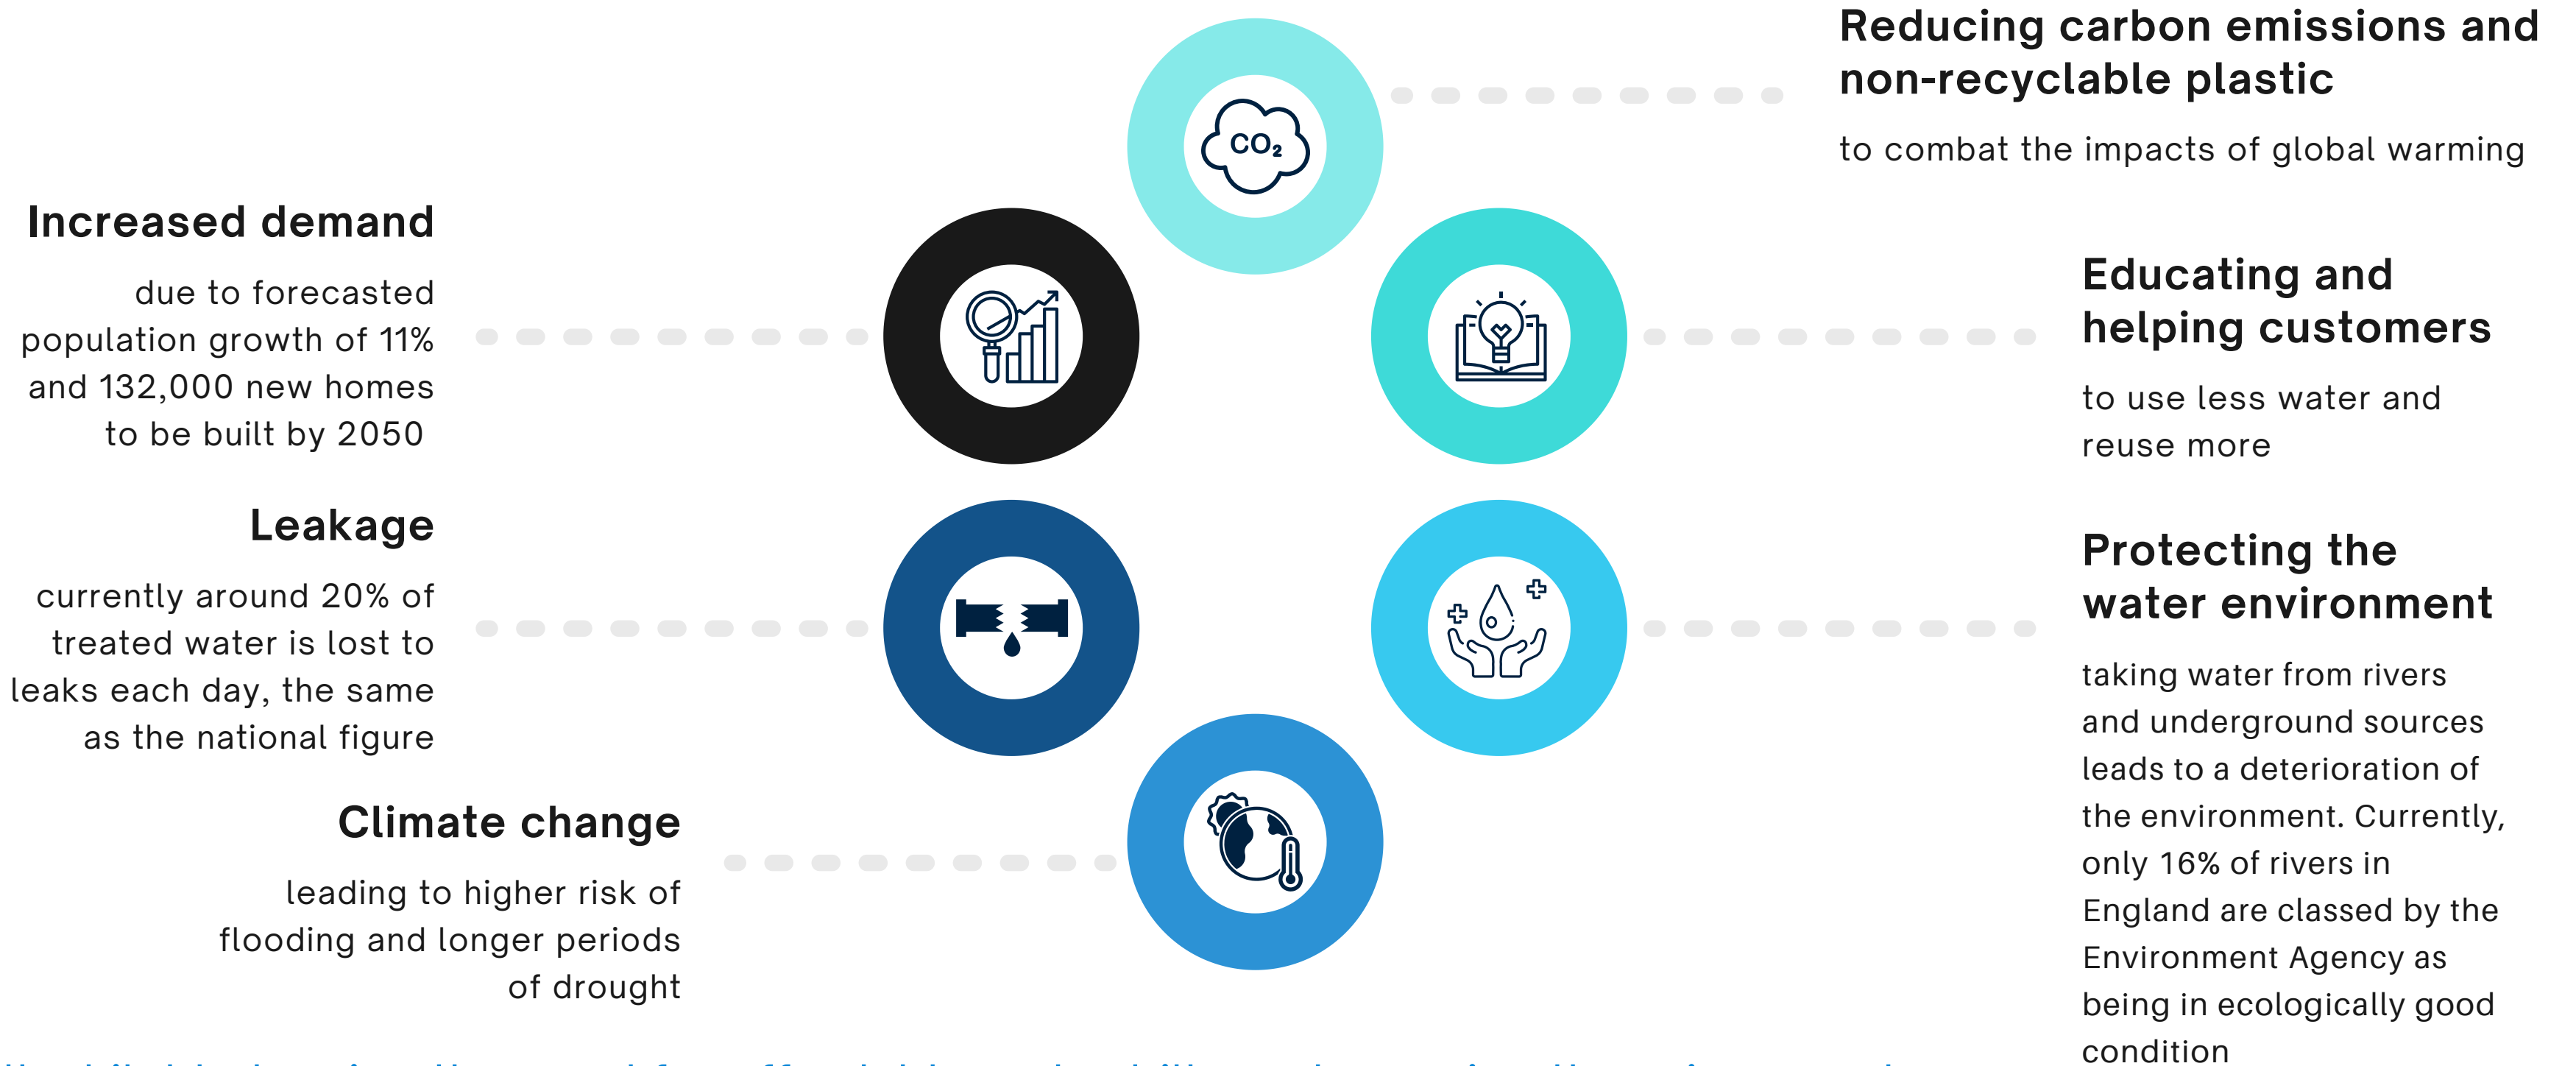 Reducing carbon emissions and
non-recyclable plastic
to combat the impacts of global warming
CO₂
Increased demand
due to forecasted
population growth of 11%
and 132,000 new homes
to be built by 2050
Educating and
helping customers
to use less water and
reuse more
Leakage
currently around 20% of
treated water is lost to
leaks each day, the same
as the national figure
Protecting the
water environment
taking water from rivers
and underground sources
leads to a deterioration of
the environment. Currently,
only 16% of rivers in
England are classed by the
Environment Agency as
being in ecologically good
condition
Climate change
leading to higher risk of
flooding and longer periods
of drought